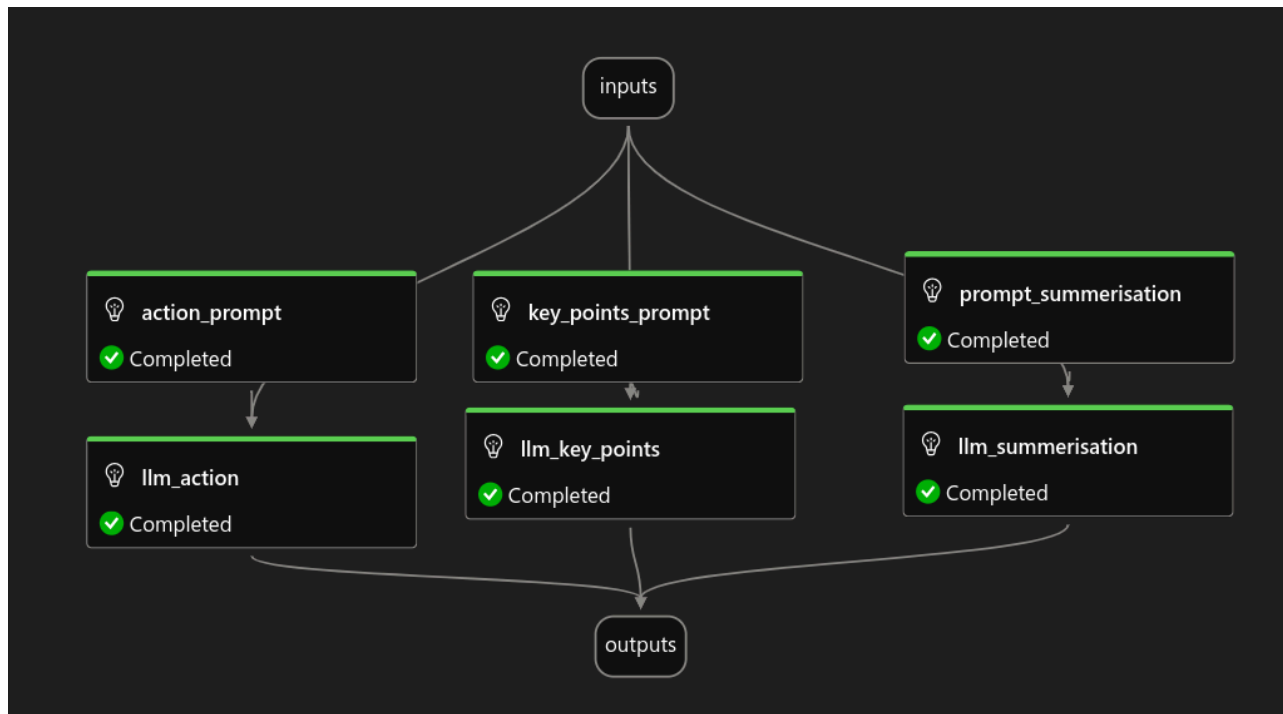 inputs
action_prompt
Completed
key_points_prompt
Completed
prompt_summerisation
Completed
llm_action
Completed
llm_key_points
Completed
llm_summerisation
Completed
outputs